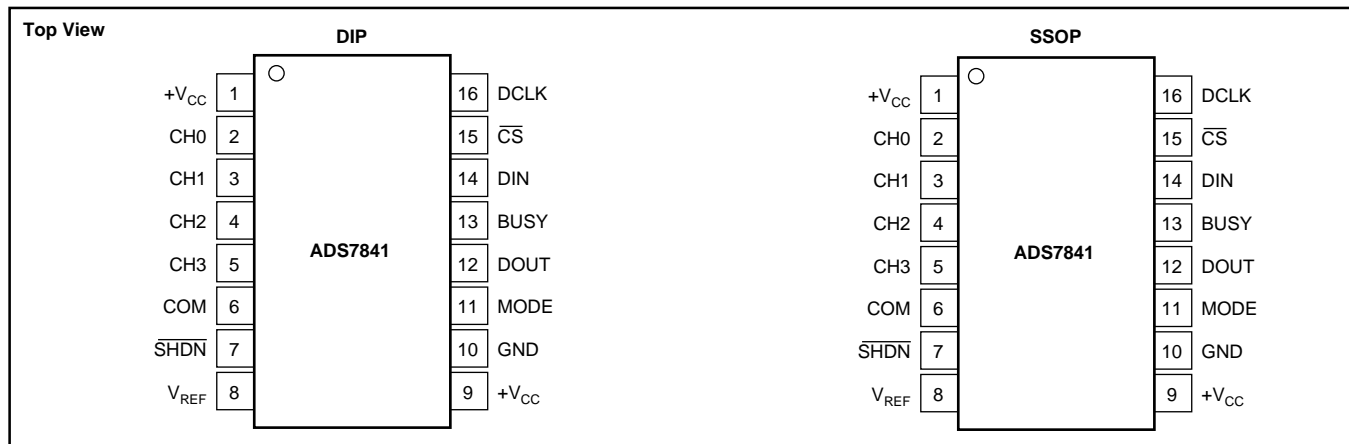 Top View
DIP
+VCC 1 16 DCLK
CH0 2 15 CS
CH1 3 14 DIN
CH2 4 13 BUSY
ADS7841
CH3 5 12 DOUT
COM 6 11 MODE
SHDN 7 10 GND
VREF 8 9 +VCC
SSOP
+VCC 1 16 DCLK
CH0 2 15 CS
CH1 3 14 DIN
CH2 4 13 BUSY
ADS7841
CH3 5 12 DOUT
COM 6 11 MODE
SHDN 7 10 GND
VREF 8 9 +VCC